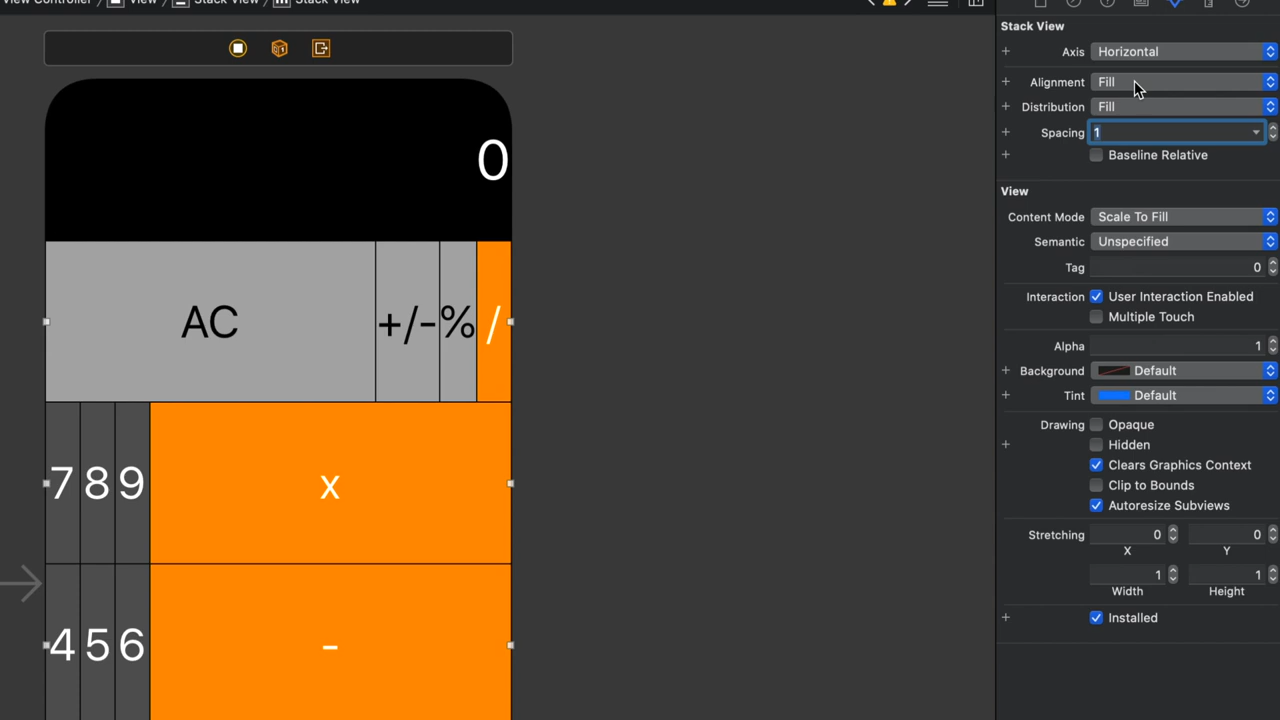 View Controller
View
Stack View
Stack View
Stack View
Axis Horizontal
Alignment Fill
Distribution Fill
Spacing 1
Baseline Relative
View
Content Mode Scale To Fill
Semantic Unspecified
Tag 0
Interaction User Interaction Enabled
Multiple Touch
Alpha 1
Background Default
Tint Default
Drawing Opaque
Hidden
Clears Graphics Context
Clip to Bounds
Autoresize Subviews
Stretching 0 0
X Y
1 1
Width Height
Installed
0
AC +/- % /
7 8 9 x
4 5 6 -